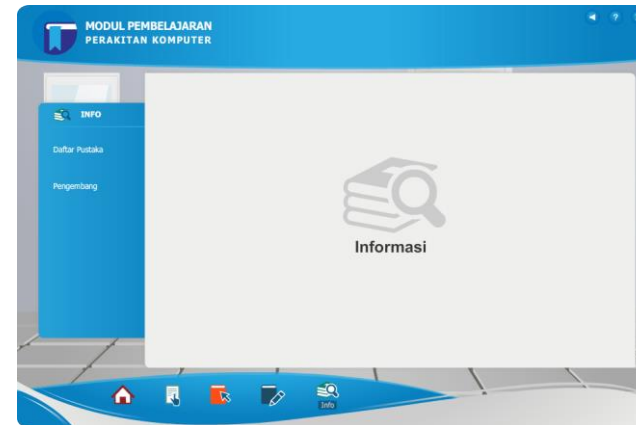 MODUL PEMBELAJARAN
PERAKITAN KOMPUTER
?
INFO
Daftar Pustaka
Pengembang
Informasi
Info